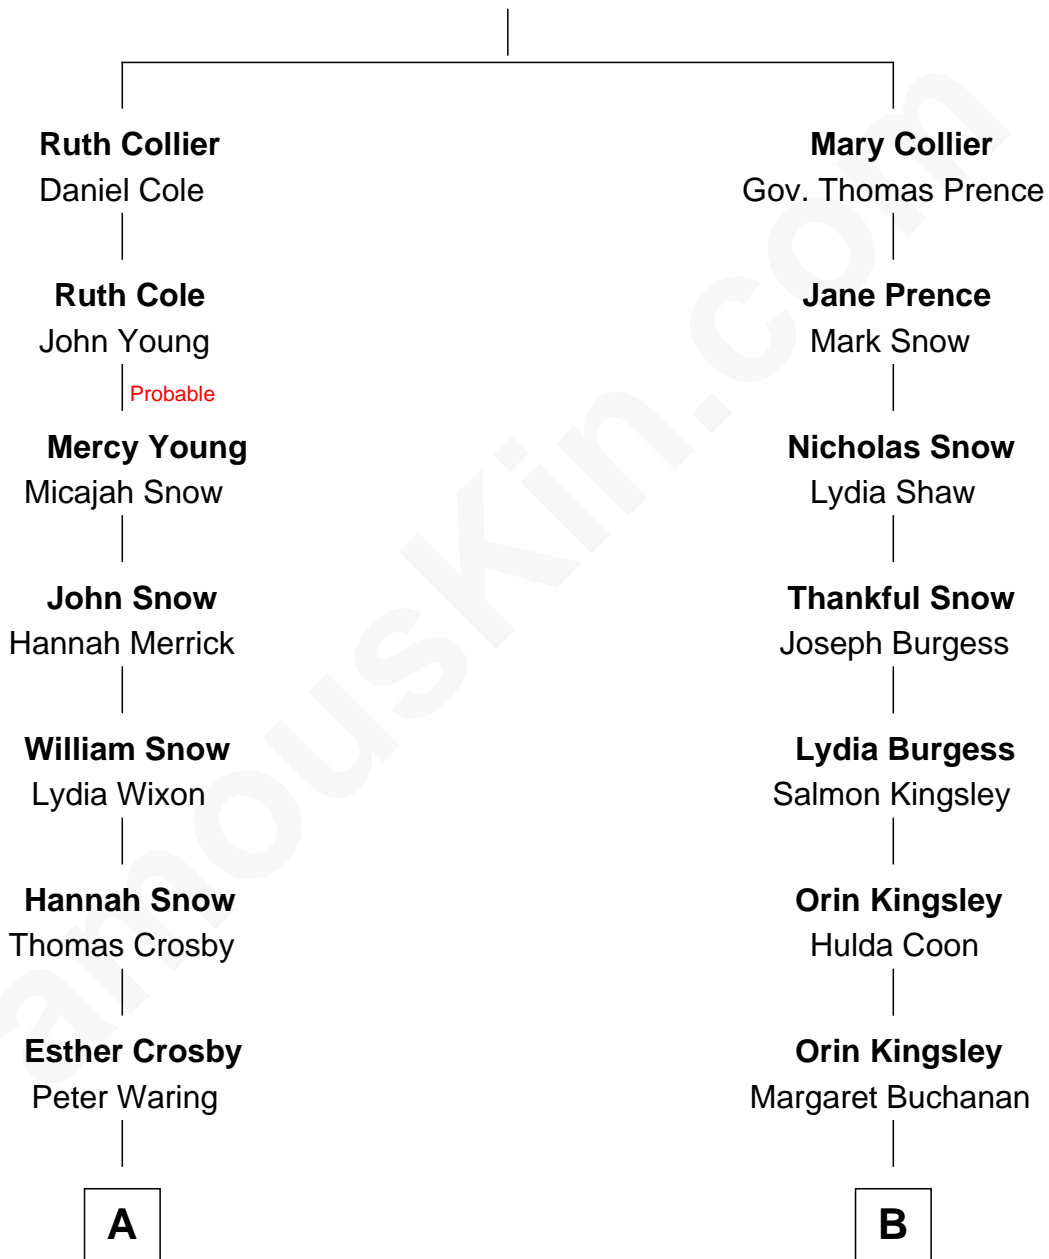 Ruth Collier
Daniel Cole
Mary Collier
Gov. Thomas Prence
Ruth Cole
John Young
Jane Prence
Mark Snow
Probable
Mercy Young
Micajah Snow
Nicholas Snow
Lydia Shaw
John Snow
Hannah Merrick
Thankful Snow
Joseph Burgess
William Snow
Lydia Wixon
Lydia Burgess
Salmon Kingsley
Hannah Snow
Thomas Crosby
Orin Kingsley
Hulda Coon
Esther Crosby
Peter Waring
Orin Kingsley
Margaret Buchanan
A
B
amousKin.com